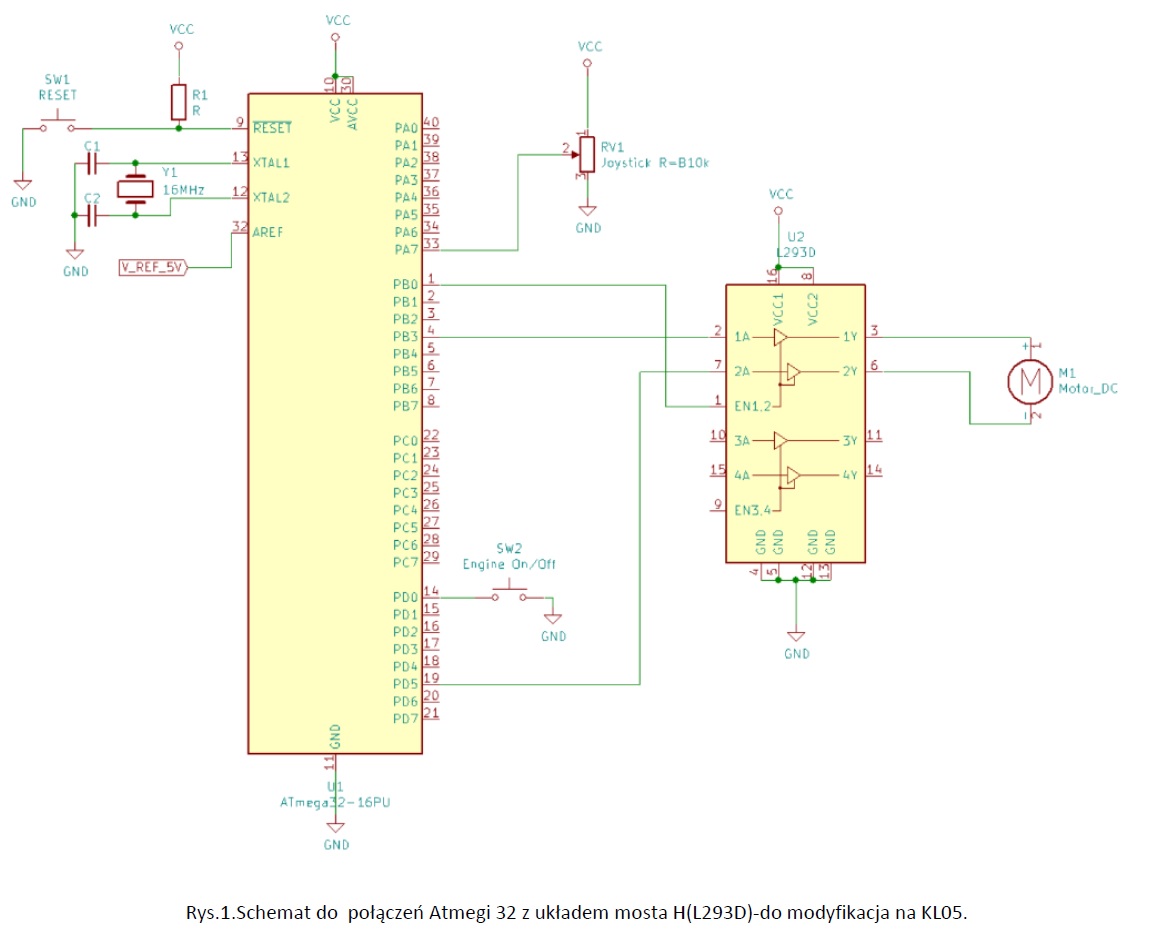 VCC
VCC
VCC
SW1
RESET
R1
R
GND
C1
C2
Y1
16MHz
GND
V_REF_5V
10
30
VCC
AVCC
9 RESET
13 XTAL1
12 XTAL2
32 AREF
PA0 40
PA1 39
PA2 38
PA3 37
PA4 36
PA5 35
PA6 34
PA7 33
PB0 1
PB1 2
PB2 3
PB3 4
PB4 5
PB5 6
PB6 7
PB7 8
PC0 22
PC1 23
PC2 24
PC3 25
PC4 26
PC5 27
PC6 28
PC7 29
PD0 14
PD1 15
PD2 16
PD3 17
PD4 18
PD5 19
PD6 20
PD7 21
GND
11
U1
ATmega32-16PU
GND
1
2
3
RV1
Joystick R=B10k
GND
SW2
Engine On/Off
GND
VCC
U2
L293D
16
8
VCC1
VCC2
2 1A 1Y 3
7 2A 2Y 6
1 EN1,2
10 3A 3Y 11
15 4A 4Y 14
9 EN3,4
GND GND GND GND
4 5 12 13
GND
+ 1
M
M1
Motor_DC
- 2
Rys.1.Schemat do połączeń Atmegi 32 z układem mosta H(L293D)-do modyfikacja na KL05.